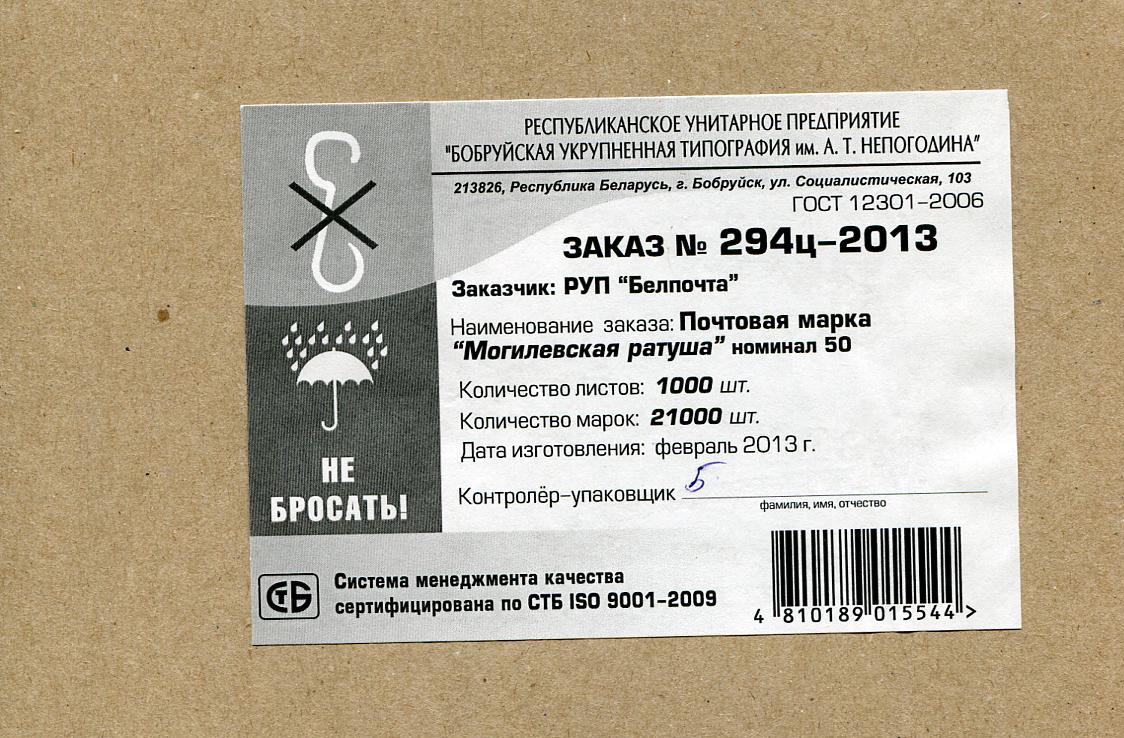 РЕСПУБЛИКАНСКОЕ УНИТАРНОЕ ПРЕДПРИЯТИЕ
"БОБРУЙСКАЯ УКРУПНЕННАЯ ТИПОГРАФИЯ им. А. Т. НЕПОГОДИНА"
213826, Республика Беларусь, г. Бобруйск, ул. Социалистическая, 103
ГОСТ 12301-2006
ЗАКАЗ № 294ц-2013
Заказчик: РУП "Белпочта"
Наименование заказа: Почтовая марка
"Могилевская ратуша" номинал 50
Количество листов: 1000 шт.
Количество марок: 21000 шт.
Дата изготовления: февраль 2013 г.
Контролёр-упаковщик 5
фамилия, имя, отчество
НЕ
БРОСАТЬ!
СТБ
Система менеджмента качества
сертифицирована по СТБ ISO 9001-2009
4 810189 015544 >